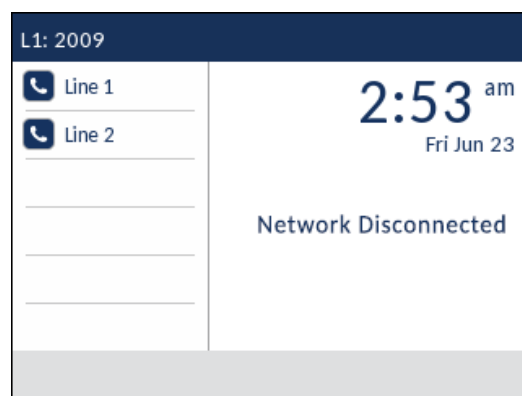 L1: 2009
Line 1
Line 2
2:53 am
Fri Jun 23
Network Disconnected